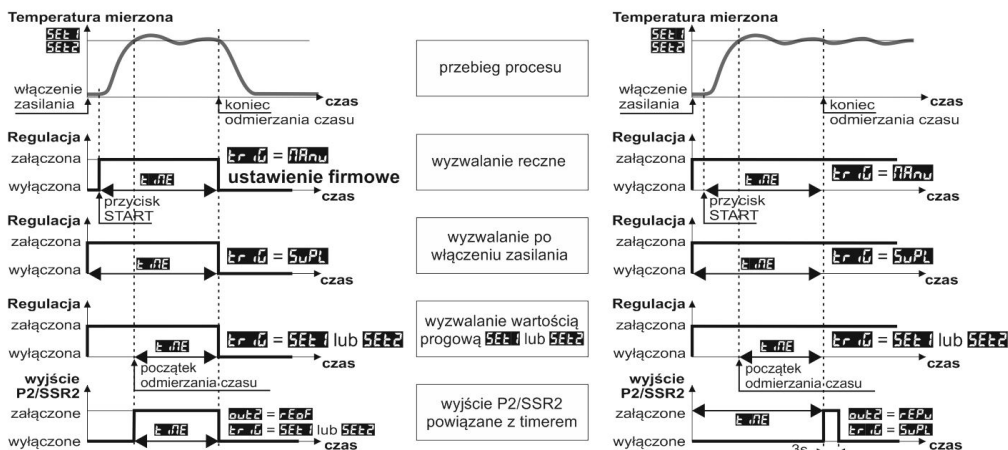 Temperatura mierzona
SEt1
SEt2
włączenie
zasilania
czas
koniec
odmierzania czasu
Regulacja
załączona
wyłączona
tiME
triG = MAnu
ustawienie firmowe
czas
przycisk
START
Regulacja
załączona
wyłączona
tiME
triG = SuPL
czas
Regulacja
załączona
wyłączona
tiME
triG = SEt1 lub SEt2
czas
początek
odmierzania czasu
wyjście
P2/SSR2
załączone
wyłączone
tiME
out2 = rEoF
triG = SEt1 lub SEt2
czas
przebieg procesu
wyzwalanie reczne
wyzwalanie po
włączeniu zasilania
wyzwalanie wartością
progową SEt1 lub SEt2
wyjście P2/SSR2
powiązane z timerem
Temperatura mierzona
SEt1
SEt2
włączenie
zasilania
czas
koniec
odmierzania czasu
Regulacja
załączona
wyłączona
tiME
triG = MAnu
czas
przycisk
START
Regulacja
załączona
wyłączona
tiME
triG = SuPL
czas
Regulacja
załączona
wyłączona
tiME
triG = SEt1 lub SEt2
czas
początek
odmierzania czasu
wyjście
P2/SSR2
załączone
wyłączone
tiME
out2 = rEPu
triG = SuPL
3s
czas